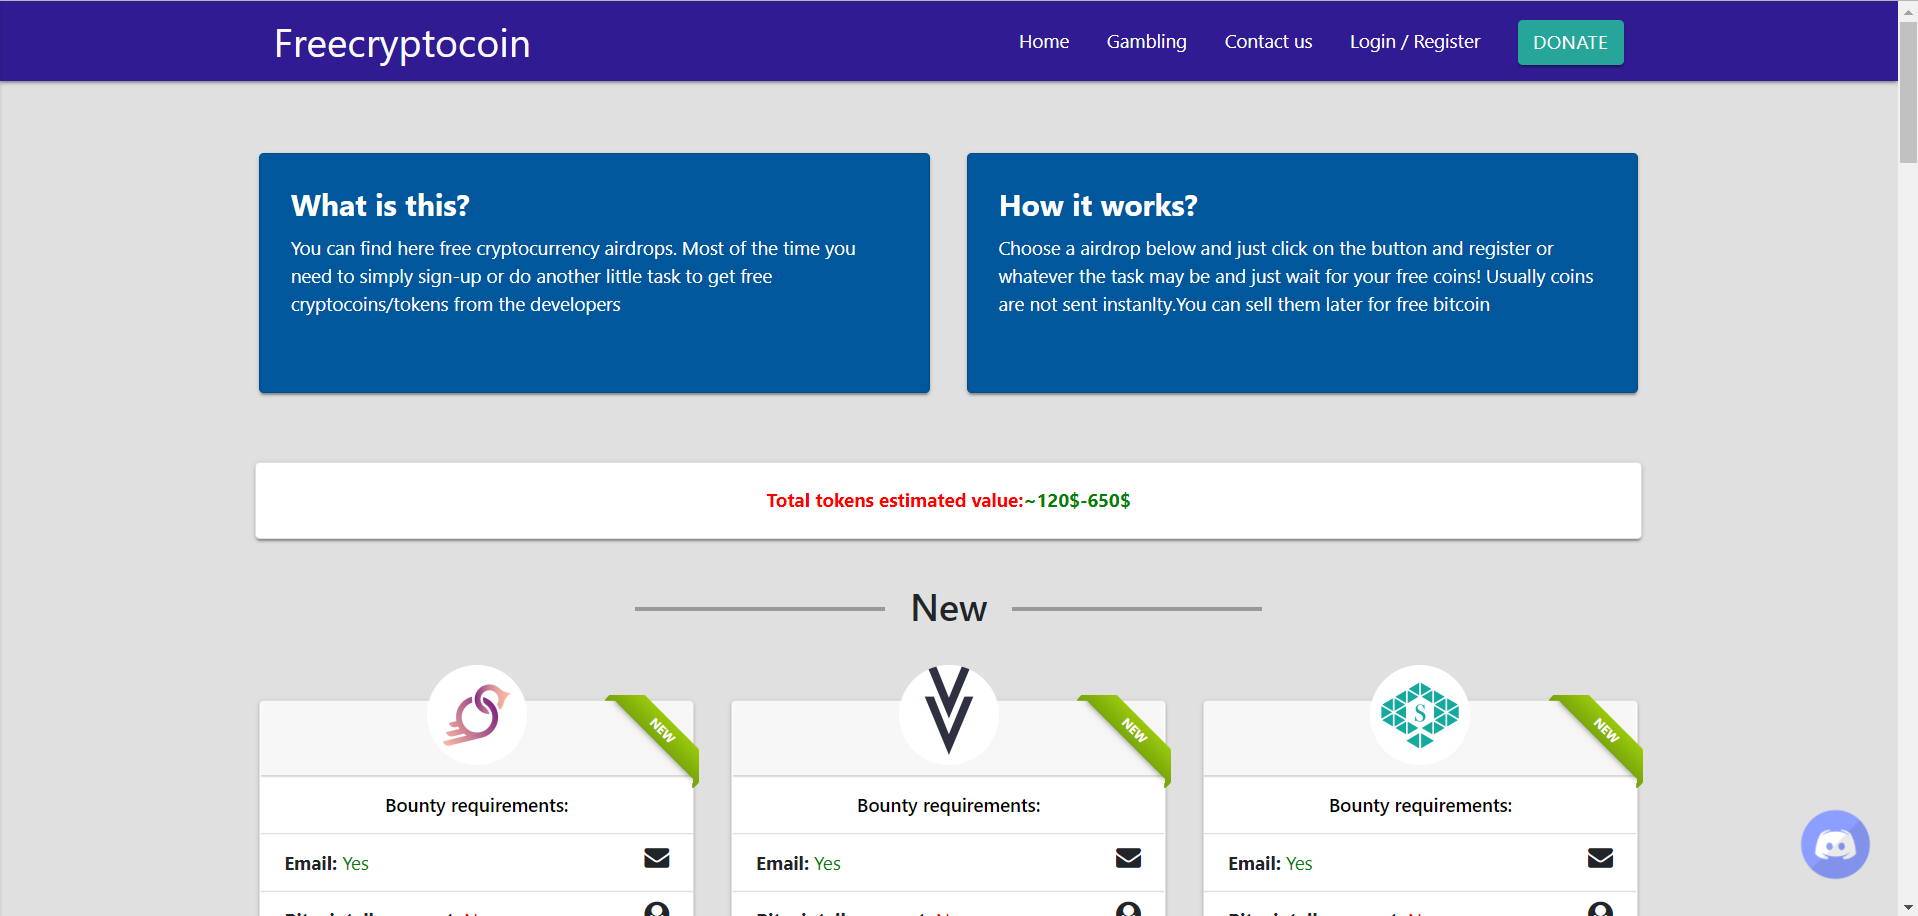 Freecryptocoin
Home Gambling Contact us Login / Register DONATE
What is this?
You can find here free cryptocurrency airdrops. Most of the time you
need to simply sign-up or do another little task to get free
cryptocoins/tokens from the developers
How it works?
Choose a airdrop below and just click on the button and register or
whatever the task may be and just wait for your free coins! Usually coins
are not sent instanlty.You can sell them later for free bitcoin
Total tokens estimated value:~120$-650$
New
NEW
Bounty requirements:
Email: Yes
NEW
Bounty requirements:
Email: Yes
S
NEW
Bounty requirements:
Email: Yes